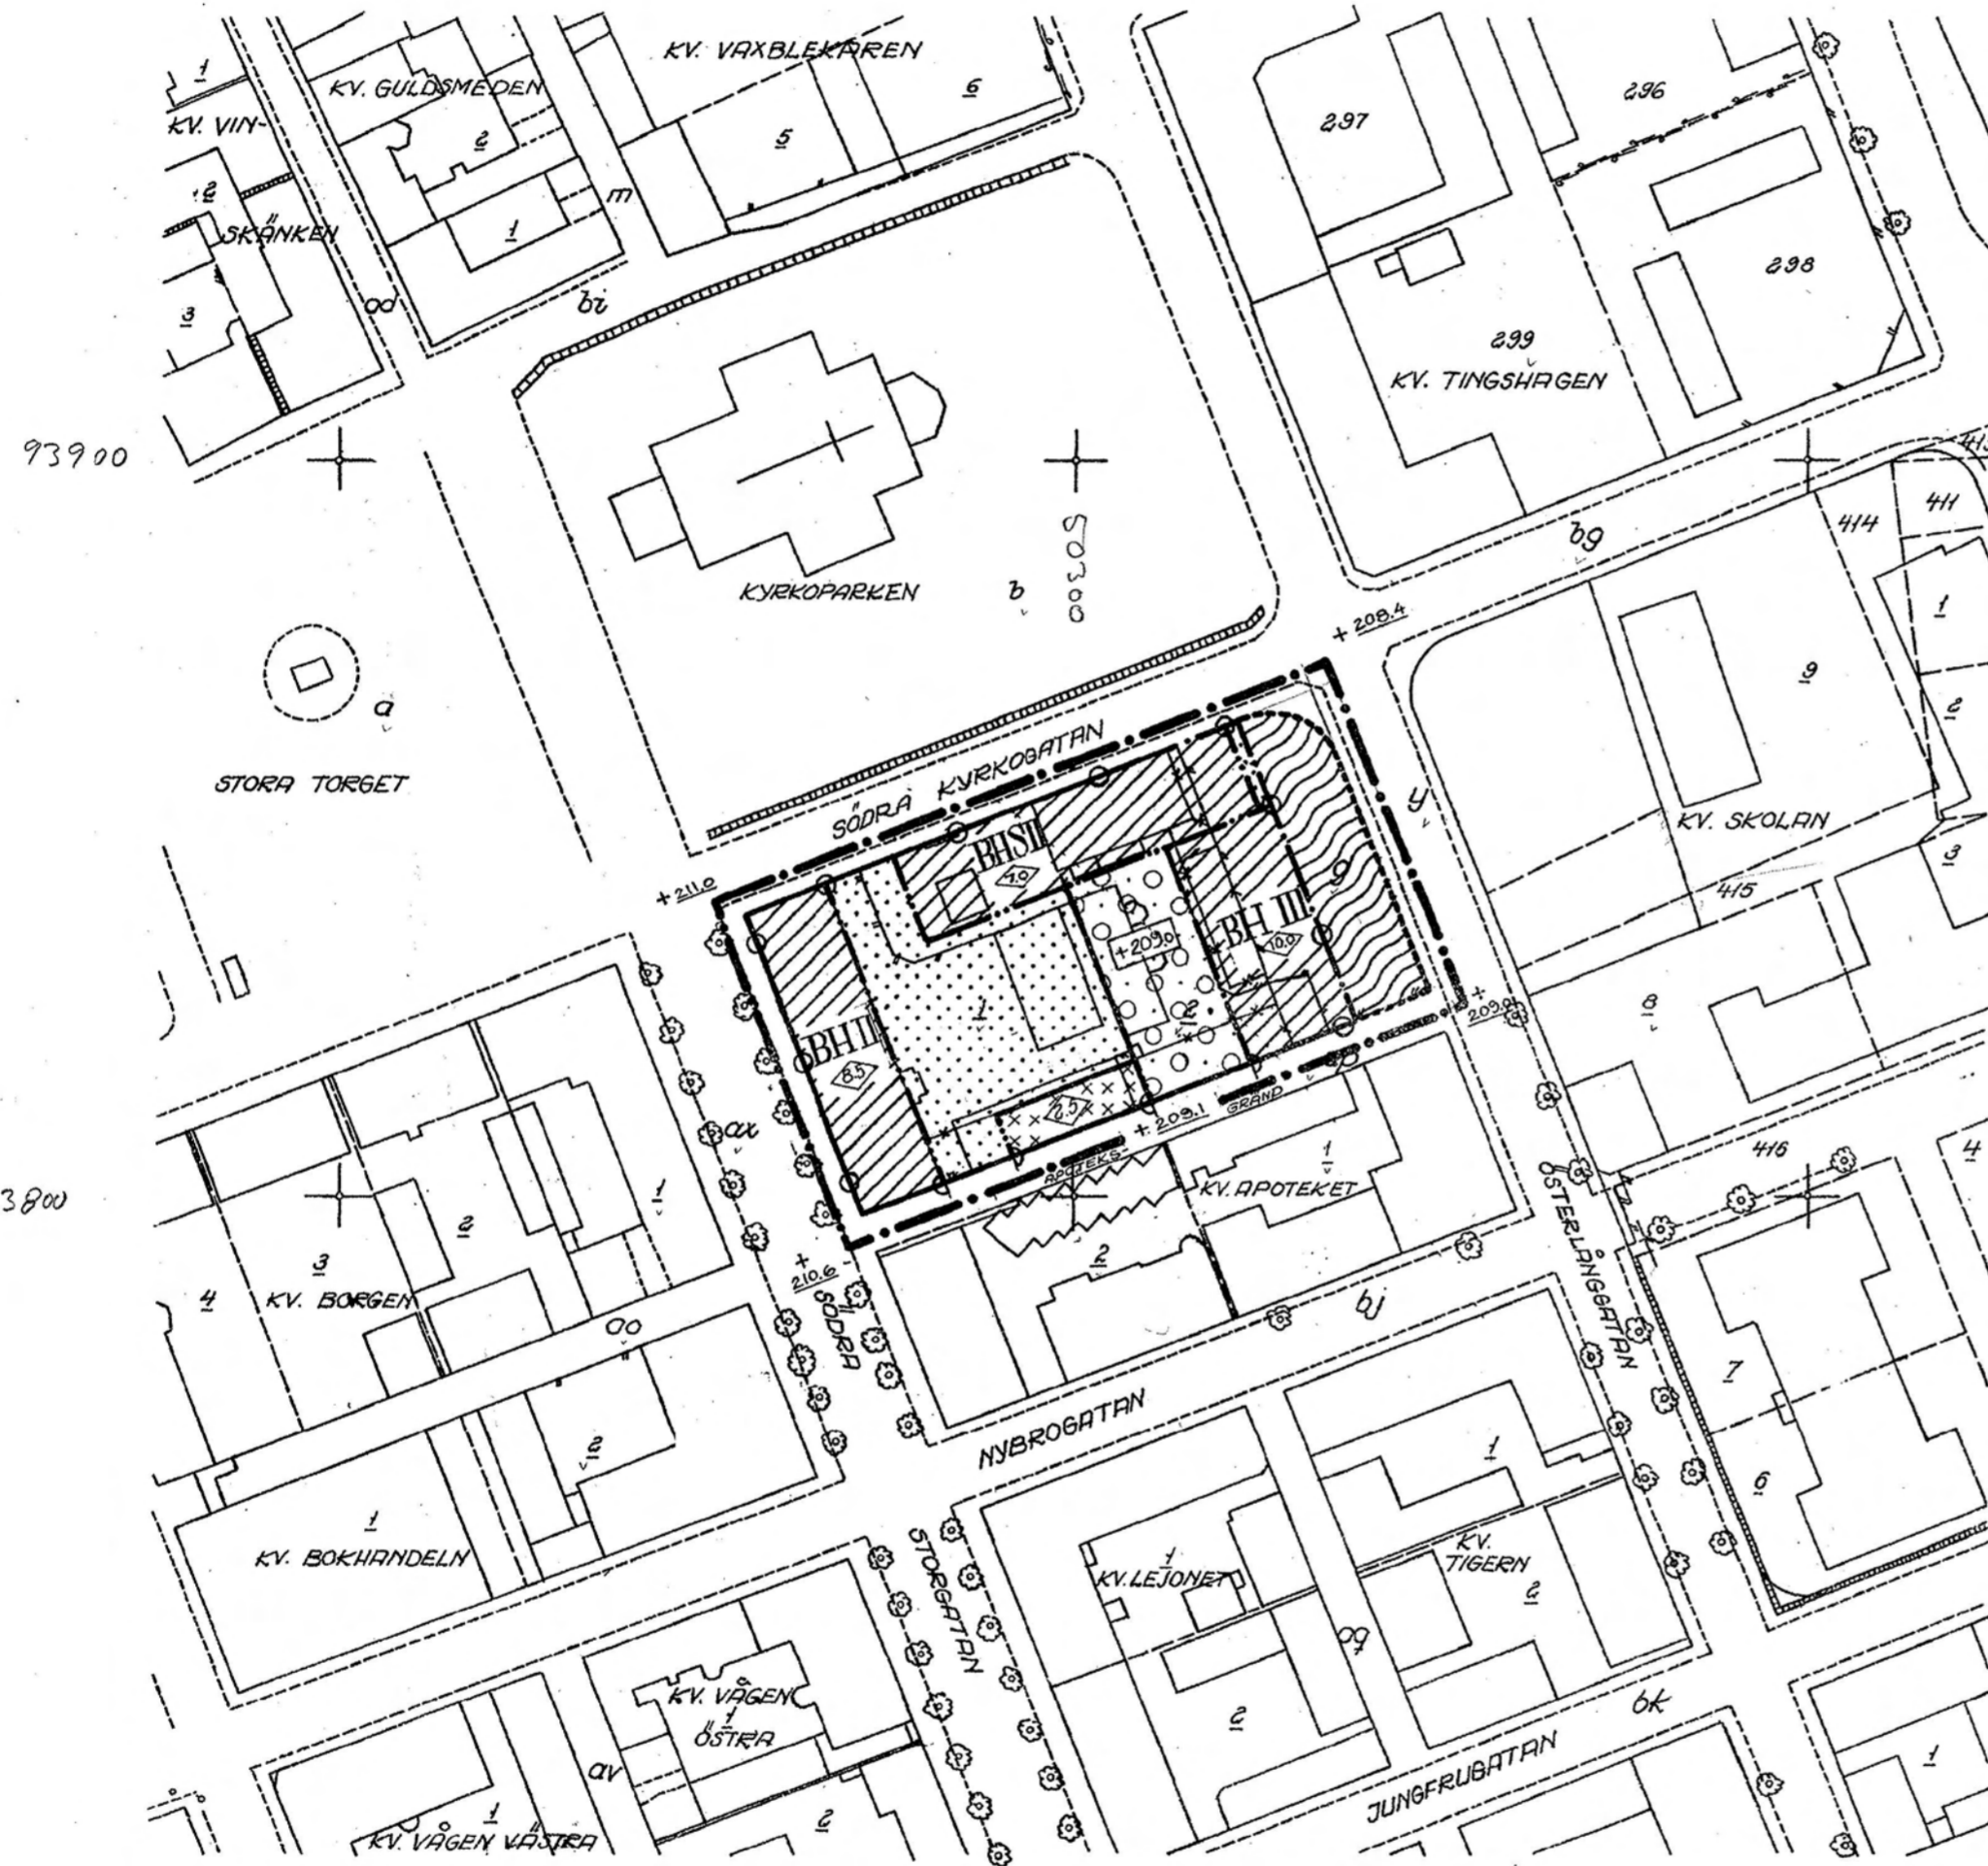 KV. VAXBLEKAREN
1
KV. GULDSMEDEN
6
296
297
KV. VIN-
2
5
2
m
SKÄNKEN
1
298
3
ad
bi
299
KV. TINGSHAGEN
93900
411
414
bg
50300
KYRKOPARKEN
b
1
+ 208.4
9
a
2
STORA TORGET
SÖDRA KYRKOGATAN
y
KV. SKOLAN
BHSII
7.0
3
+ 211.0
9
415
BH III
10.0
+209.0
1
2
8
+ 209.0
BH II
8.5
GRAND
2.5
+ 209.1
ax
APOTEKS
1
416
4
KV. APOTEKET
3800
1
2
3
2
ÖSTERLÅNGGATAN
+ 210.6
4
KV. BORGEN
ao
SÖDRA
bj
7
NYBROGATAN
2
1
6
1
KV. BOKHANDELN
STORGATAN
1
KV. LEJONET
KV.
TIGERN
2
aq
KV. VÅGEN
1
ÖSTRA
2
bk
av
JUNGFRUGATAN
1
1
KV. VÅGEN VÄSTRA
2